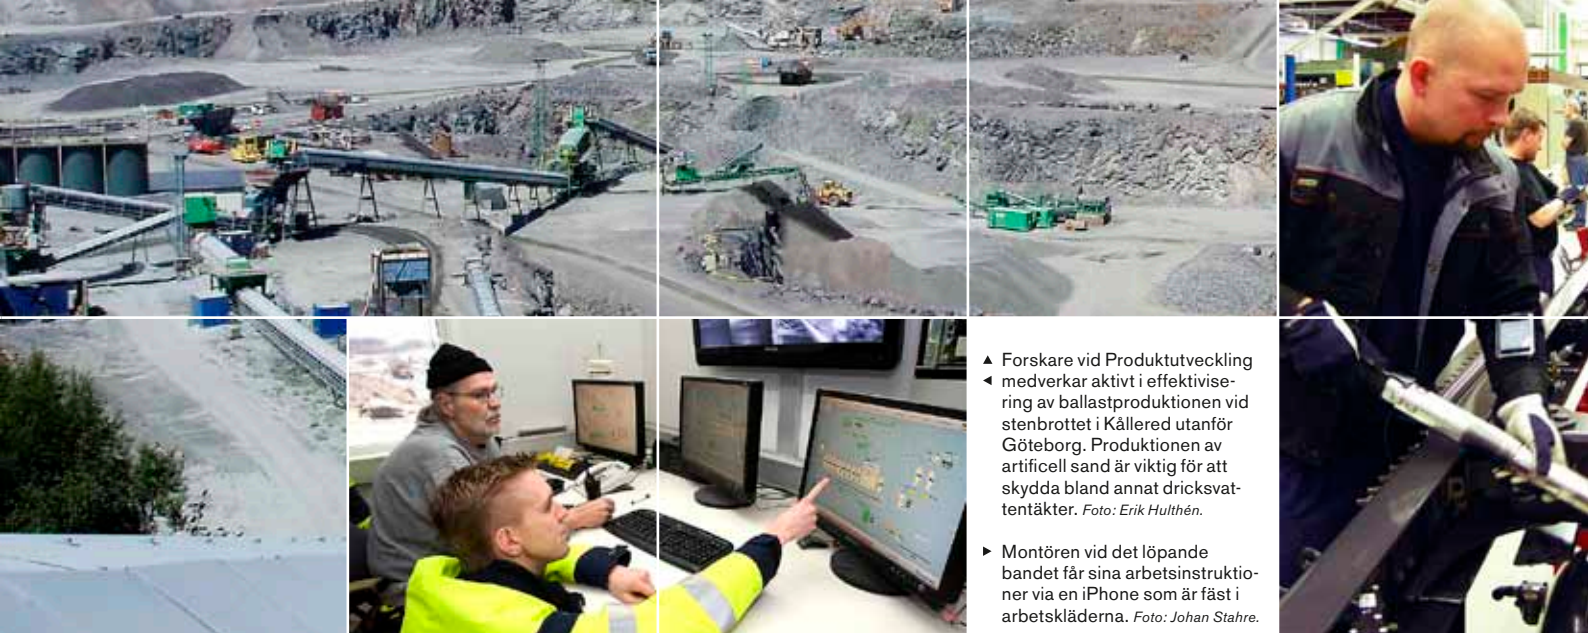 ▲ Forskare vid Produktutveckling
◀ medverkar aktivt i effektivise-
ring av ballastproduktionen vid
stenbrottet i Kållered utanför
Göteborg. Produktionen av
artificell sand är viktig för att
skydda bland annat dricksvat-
tentäkter. Foto: Erik Hulthén.
▶ Montören vid det löpande
bandet får sina arbetsinstruktio-
ner via en iPhone som är fäst i
arbetskläderna. Foto: Johan Stahre.